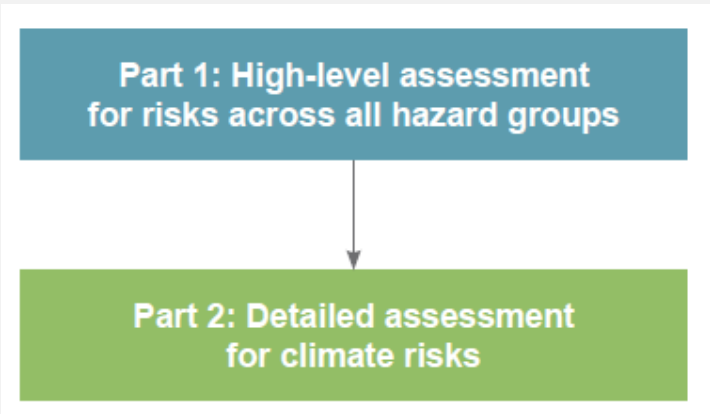 Part 1: High-level assessment
for risks across all hazard groups
Part 2: Detailed assessment
for climate risks